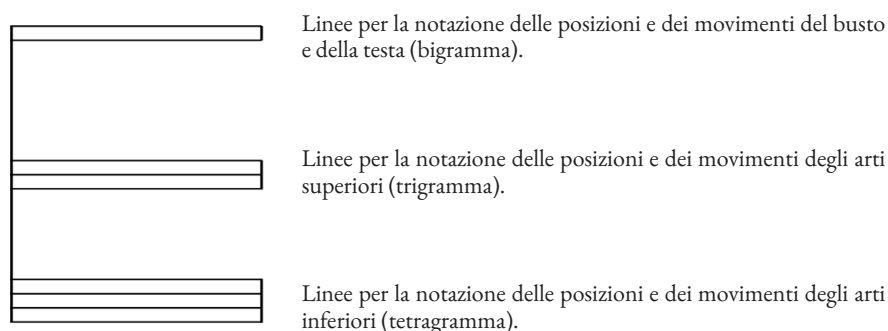 Linee per la notazione delle posizioni e dei movimenti del busto
e della testa (bigramma).
Linee per la notazione delle posizioni e dei movimenti degli arti
superiori (trigramma).
Linee per la notazione delle posizioni e dei movimenti degli arti
inferiori (tetragramma).